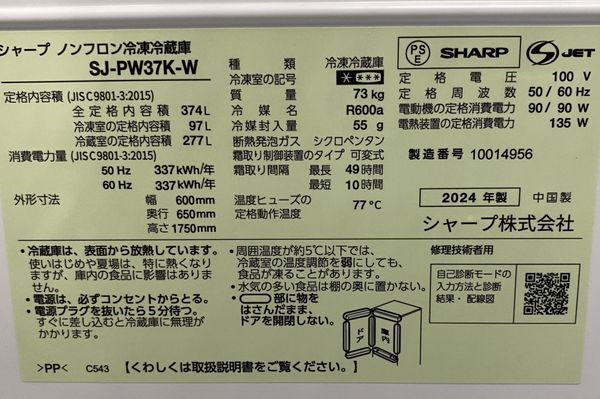 シャープ ノンフロン冷凍冷蔵庫
SJ-PW37K-W
定格内容積 (JIS C 9801-3:2015)
全定格内容積 374L
冷凍室の定格内容積 97L
冷蔵室の定格内容積 277L
消費電力量 (JIS C 9801-3:2015)
50 Hz 337kWh/年
60 Hz 337kWh/年
外形寸法 幅 600mm
奥行 650mm
高さ 1750mm
種類 冷凍冷蔵庫
冷凍室の記号 * ***
質量 73kg
冷媒名 R600a
冷媒封入量 55g
断熱発泡ガス シクロペンタン
霜取り制御装置のタイプ 可変式
霜取り間隔 最長 49時間
最短 10時間
温度ヒューズの定格動作温度 77℃
PS E SHARP S JET
定格電圧 100 V
定格周波数 50/60 Hz
電動機の定格消費電力 90/90 W
電熱装置の定格消費電力 135 W
製造番号 10014956
2024 年製 中国製
シャープ株式会社
・冷蔵庫は、表面から放熱しています。
使いはじめや夏場は、特に熱くなり
ますが、庫内の食品に影響はありま
せん。
・電源は、必ずコンセントからとる。
・電源プラグを抜いたら5分待つ。
すぐに差し込むと冷蔵庫に無理が
かかります。
・周囲温度が約5℃以下では、
冷蔵室の温度調節を弱にしても、
食品が凍ることがあります。
・水気の多い食品は棚の奥に置かない。
・部に物を
はさんだまま、
ドアを開閉しない。
ドア
庫内
修理技術者用
自己診断モードの
入力方法と診断
結果・配線図
>PP< C543 【くわしくは取扱説明書をご覧ください。】